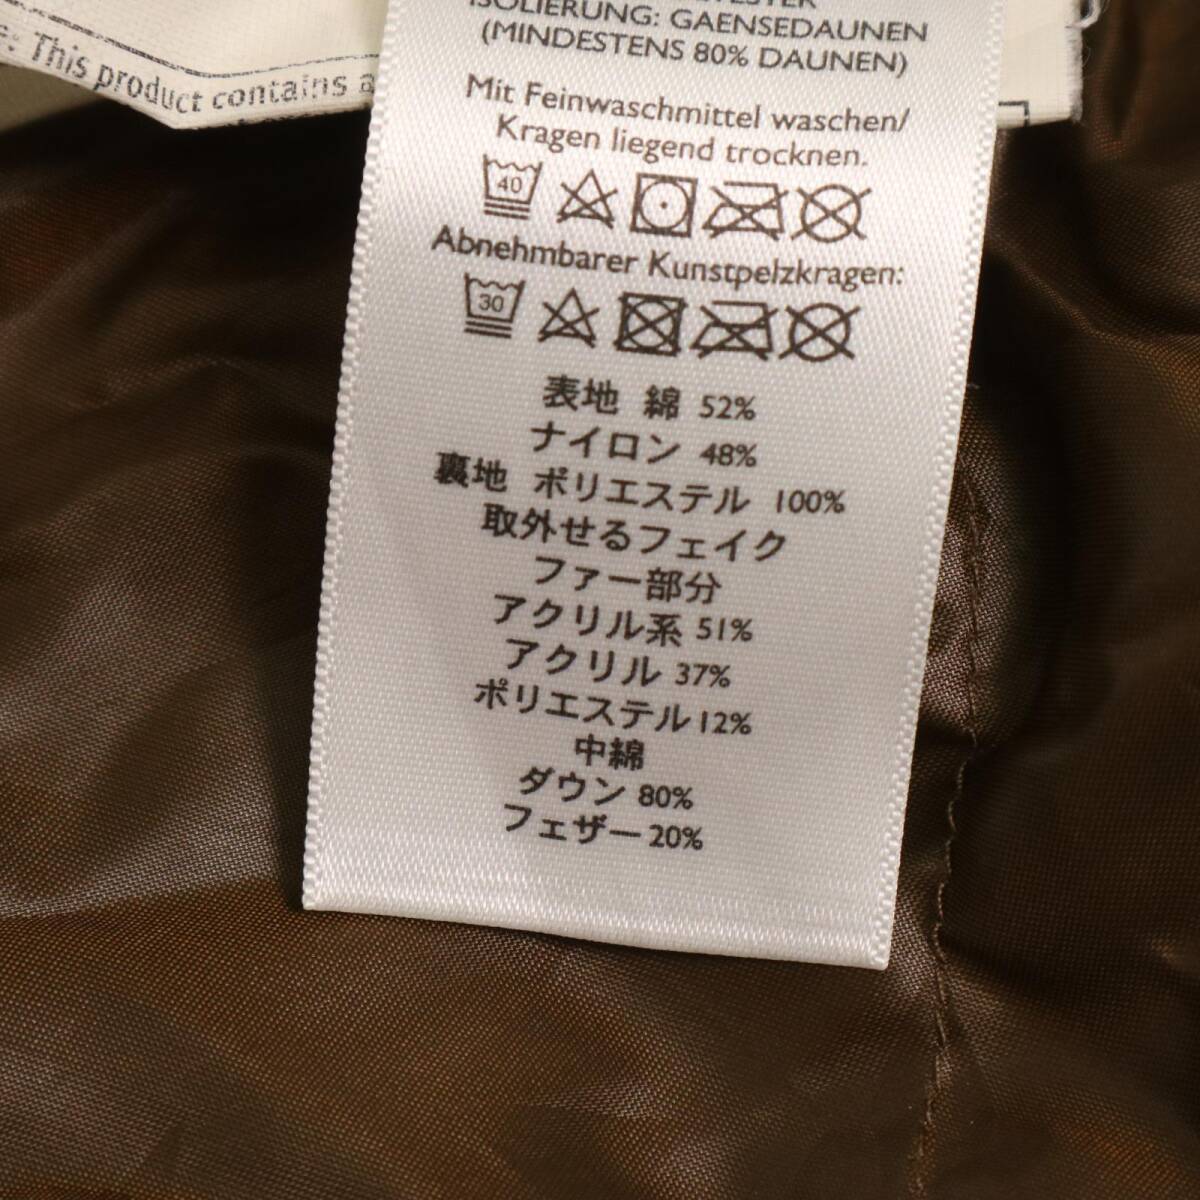 This product contains
ISOLIERUNG: GAENSEDAUNEN
(MINDESTENS 80% DAUNEN)
Mit Feinwaschmittel waschen/
Kragen liegend trocknen.
40
Abnehmbarer Kunstpelzkragen:
30
表地 綿 52%
ナイロン 48%
裏地 ポリエステル 100%
取外せるフェイク
ファー部分
アクリル系 51%
アクリル 37%
ポリエステル 12%
中綿
ダウン 80%
フェザー 20%